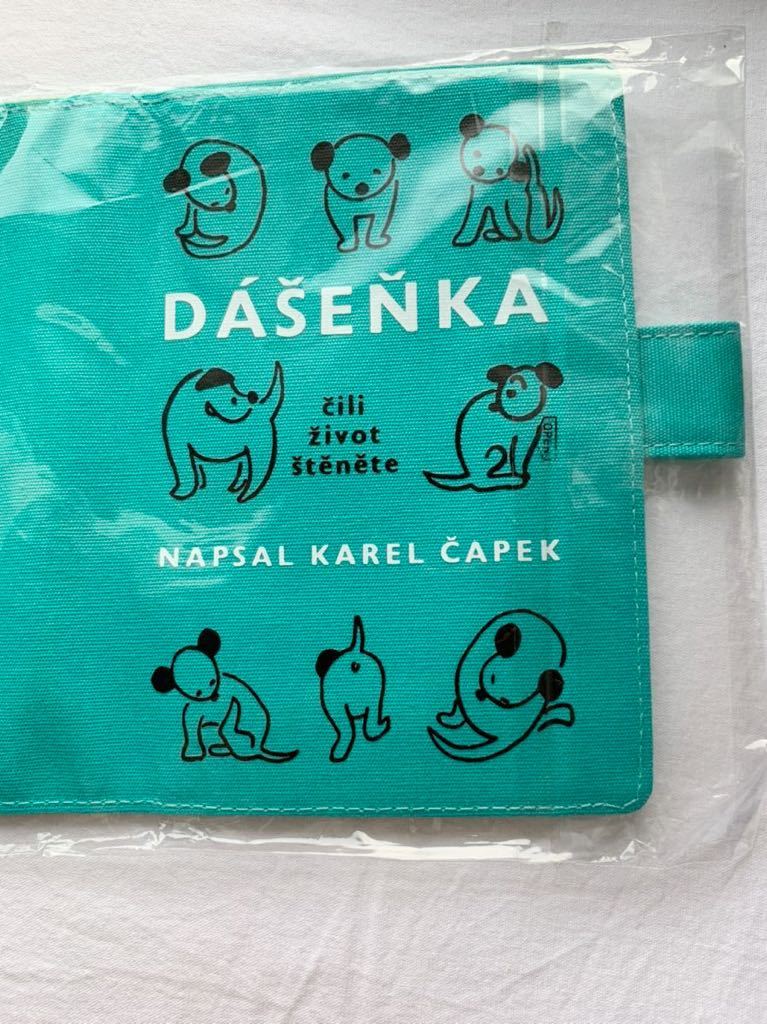 DÁŠEŇKA
čili
život
štěněte
NAPSAL KAREL ČAPEK